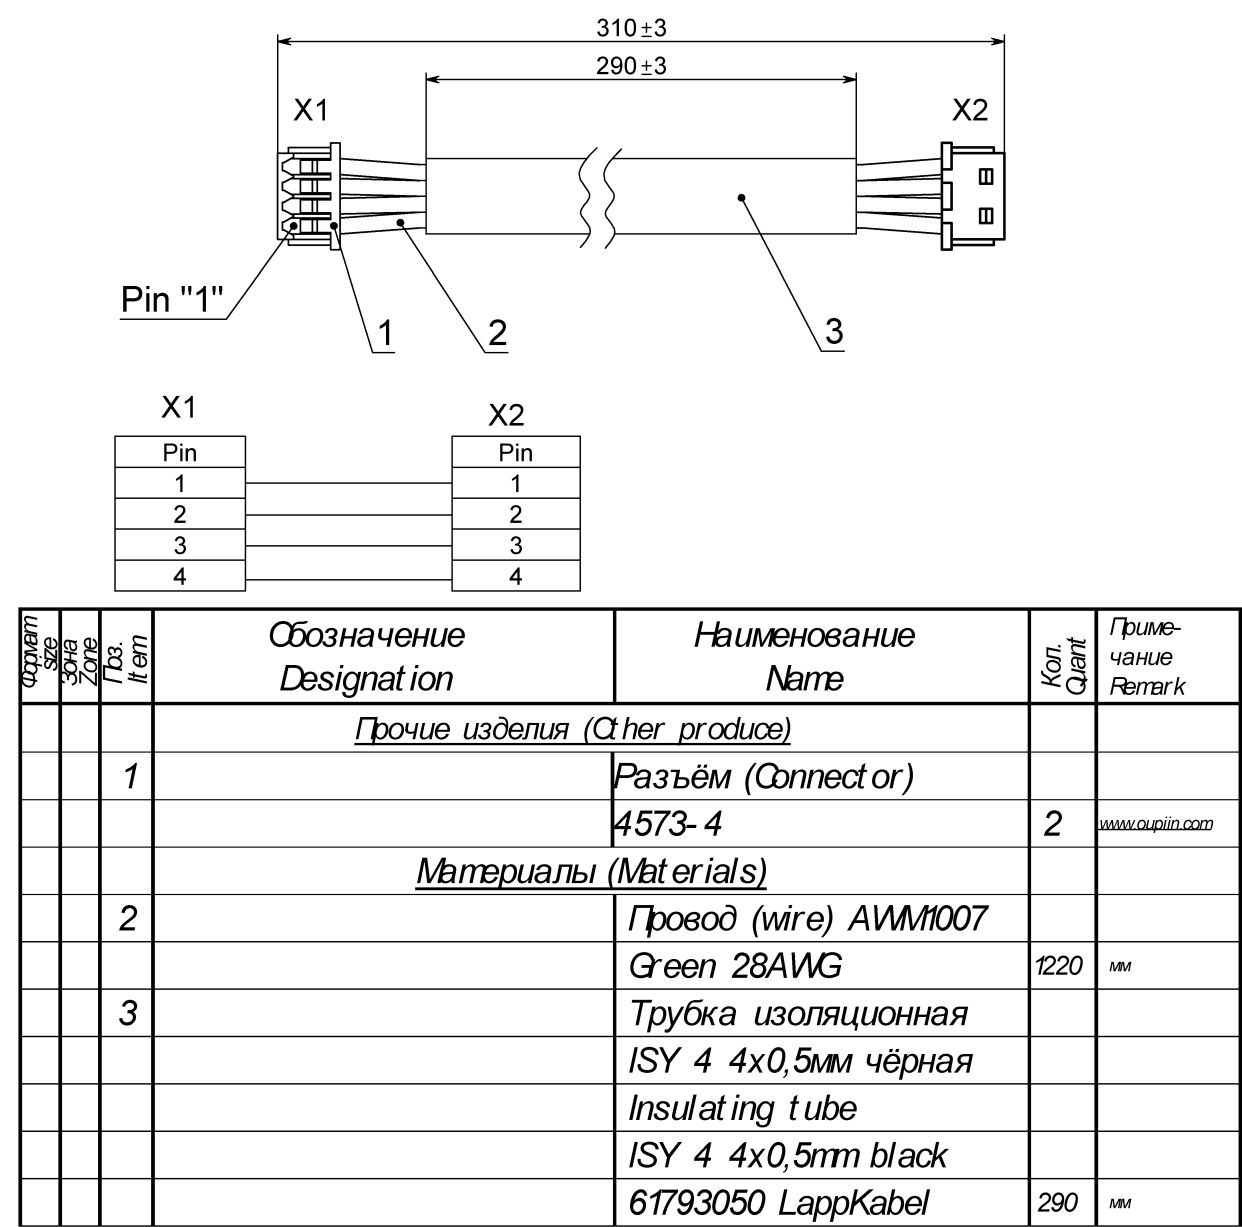 310±3
290±3
X1
X2
Pin "1"
1
2
3
X1
X2
Pin
Pin
1
1
2
2
3
3
4
4
Формат
size
Зона
Zone
Поз.
Item
Обозначение
Designation
Наименование
Name
Кол.
Quant
Приме-
чание
Remark
Прочие изделия (Other produce)
1 Разъём (Connector)
4573-4 2 www.oupiin.com
Материалы (Materials)
2 Провод (wire) AWM1007
Green 28AWG 1220 мм
3 Трубка изоляционная
ISY 4 4x0,5мм чёрная
Insulating tube
ISY 4 4x0,5mm black
61793050 LappKabel 290 мм